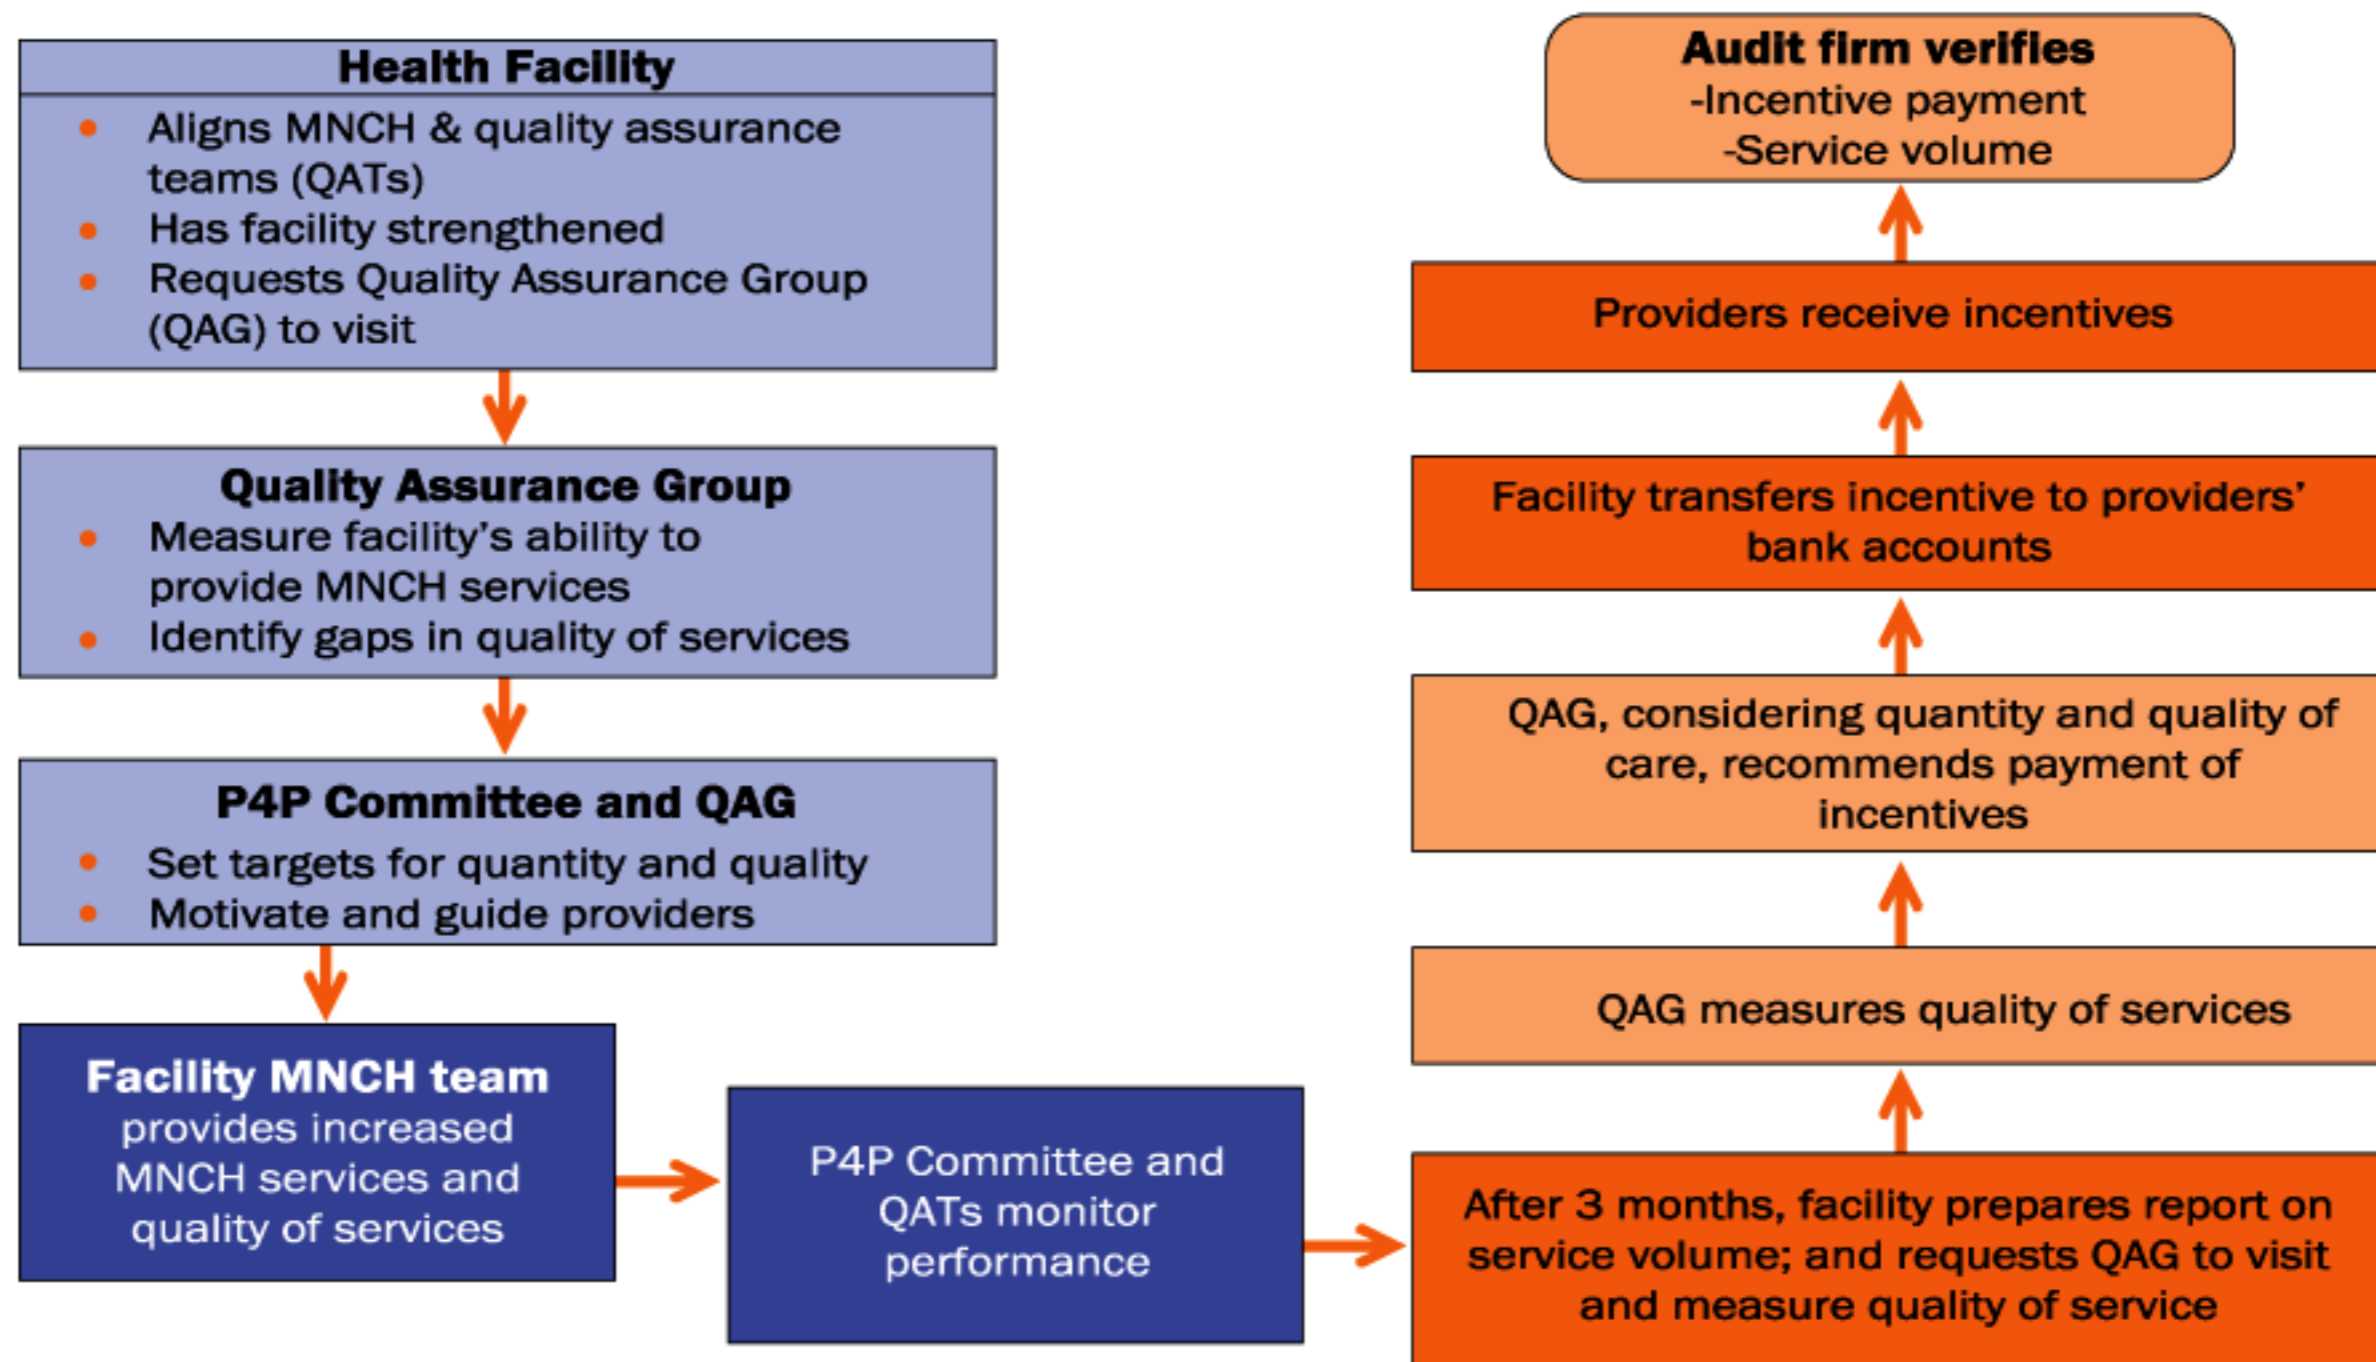 Health Facility
• Aligns MNCH & quality assurance
teams (QATs)
• Has facility strengthened
• Requests Quality Assurance Group
(QAG) to visit
Quality Assurance Group
• Measure facility’s ability to
provide MNCH services
• Identify gaps in quality of services
P4P Committee and QAG
• Set targets for quantity and quality
• Motivate and guide providers
Facility MNCH team
provides increased
MNCH services and
quality of services
P4P Committee and
QATs monitor
performance
After 3 months, facility prepares report on
service volume; and requests QAG to visit
and measure quality of service
QAG measures quality of services
QAG, considering quantity and quality of
care, recommends payment of
incentives
Facility transfers incentive to providers’
bank accounts
Providers receive incentives
Audit firm verifies
-Incentive payment
-Service volume